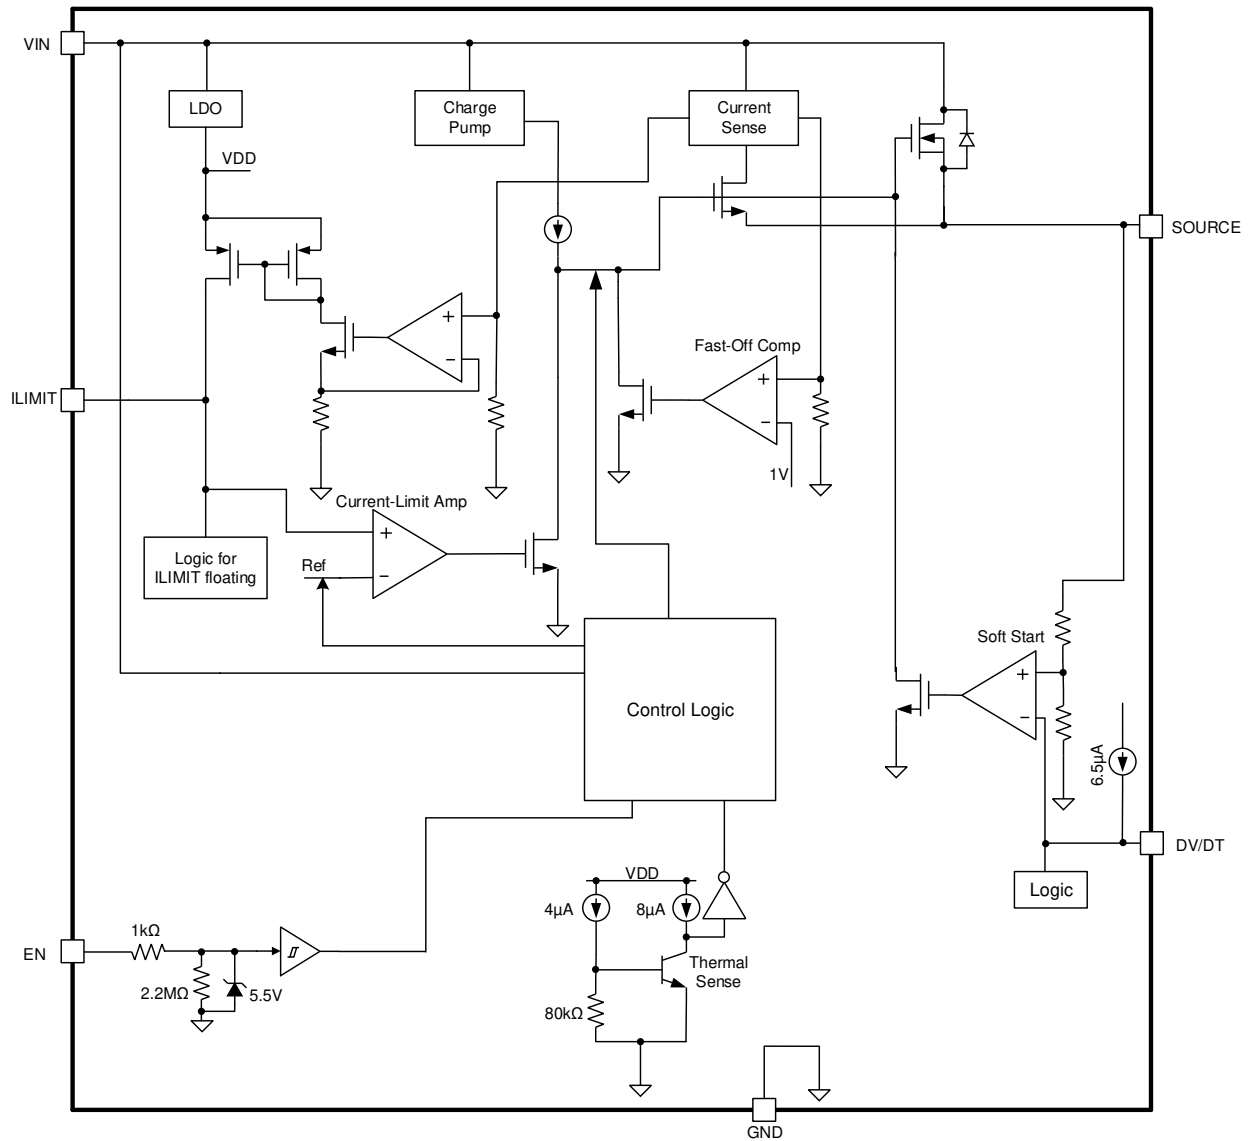 VIN
LDO
Charge
Pump
Current
Sense
VDD
SOURCE
+
−
Fast-Off Comp
+
−
1V
ILIMIT
Current-Limit Amp
+
−
Ref
Logic for
ILIMIT floating
Soft Start
+
−
Control Logic
6.5µA
DV/DT
Logic
VDD
4µA
8µA
Thermal
Sense
80kΩ
EN
1kΩ
2.2MΩ
5.5V
GND